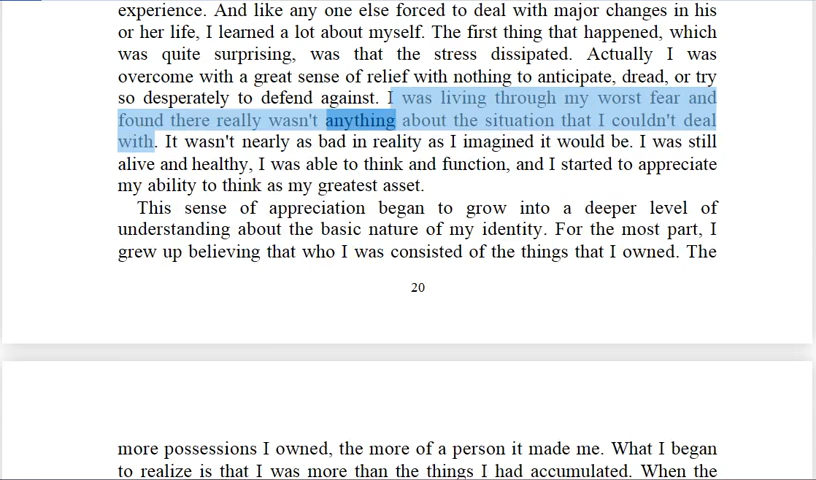 experience. And like any one else forced to deal with major changes in his
or her life, I learned a lot about myself. The first thing that happened, which
was quite surprising, was that the stress dissipated. Actually I was
overcome with a great sense of relief with nothing to anticipate, dread, or try
so desperately to defend against. I was living through my worst fear and
found there really wasn't anything about the situation that I couldn't deal
with. It wasn't nearly as bad in reality as I imagined it would be. I was still
alive and healthy, I was able to think and function, and I started to appreciate
my ability to think as my greatest asset.
This sense of appreciation began to grow into a deeper level of
understanding about the basic nature of my identity. For the most part, I
grew up believing that who I was consisted of the things that I owned. The
20
more possessions I owned, the more of a person it made me. What I began
to realize is that I was more than the things I had accumulated. When the